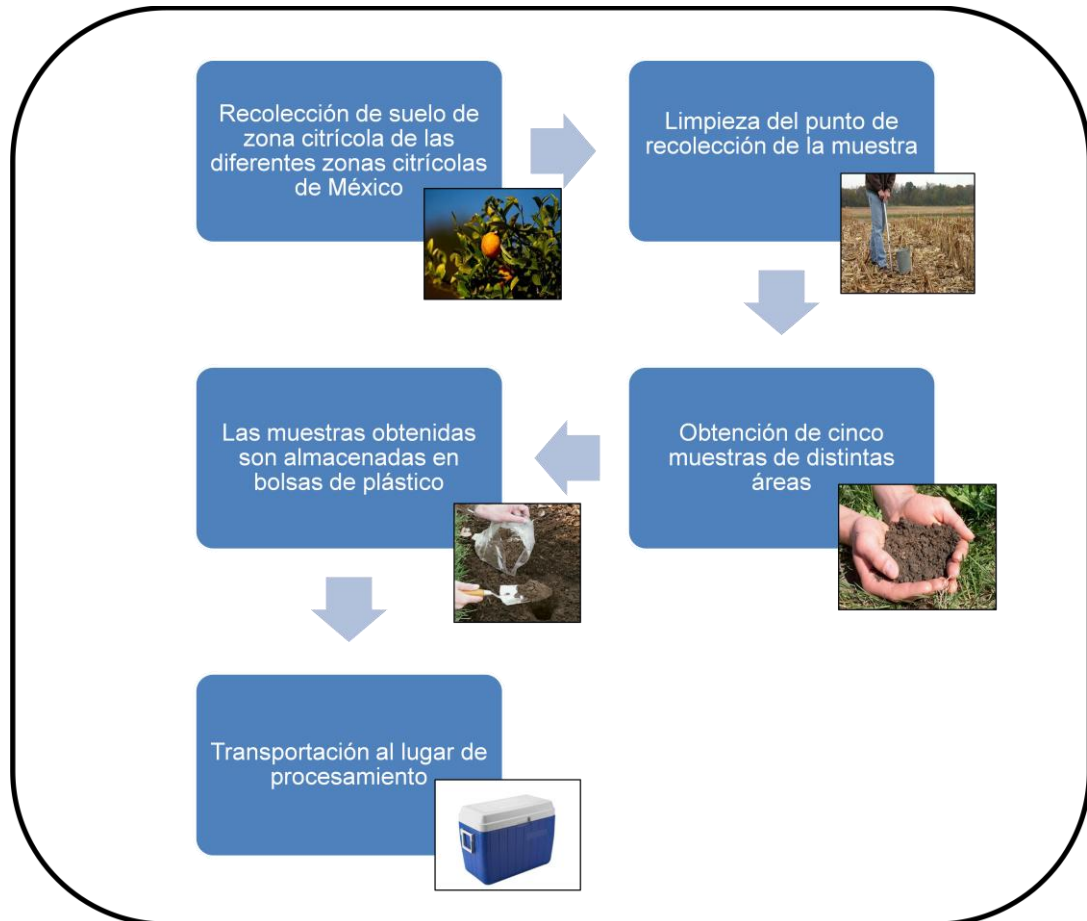 Recolección de suelo de
zona citrícola de las
diferentes zonas citrícolas
de México
Limpieza del punto de
recolección de la muestra
Obtención de cinco
muestras de distintas
áreas
Las muestras obtenidas
son almacenadas en
bolsas de plástico
Transportación al lugar de
procesamiento